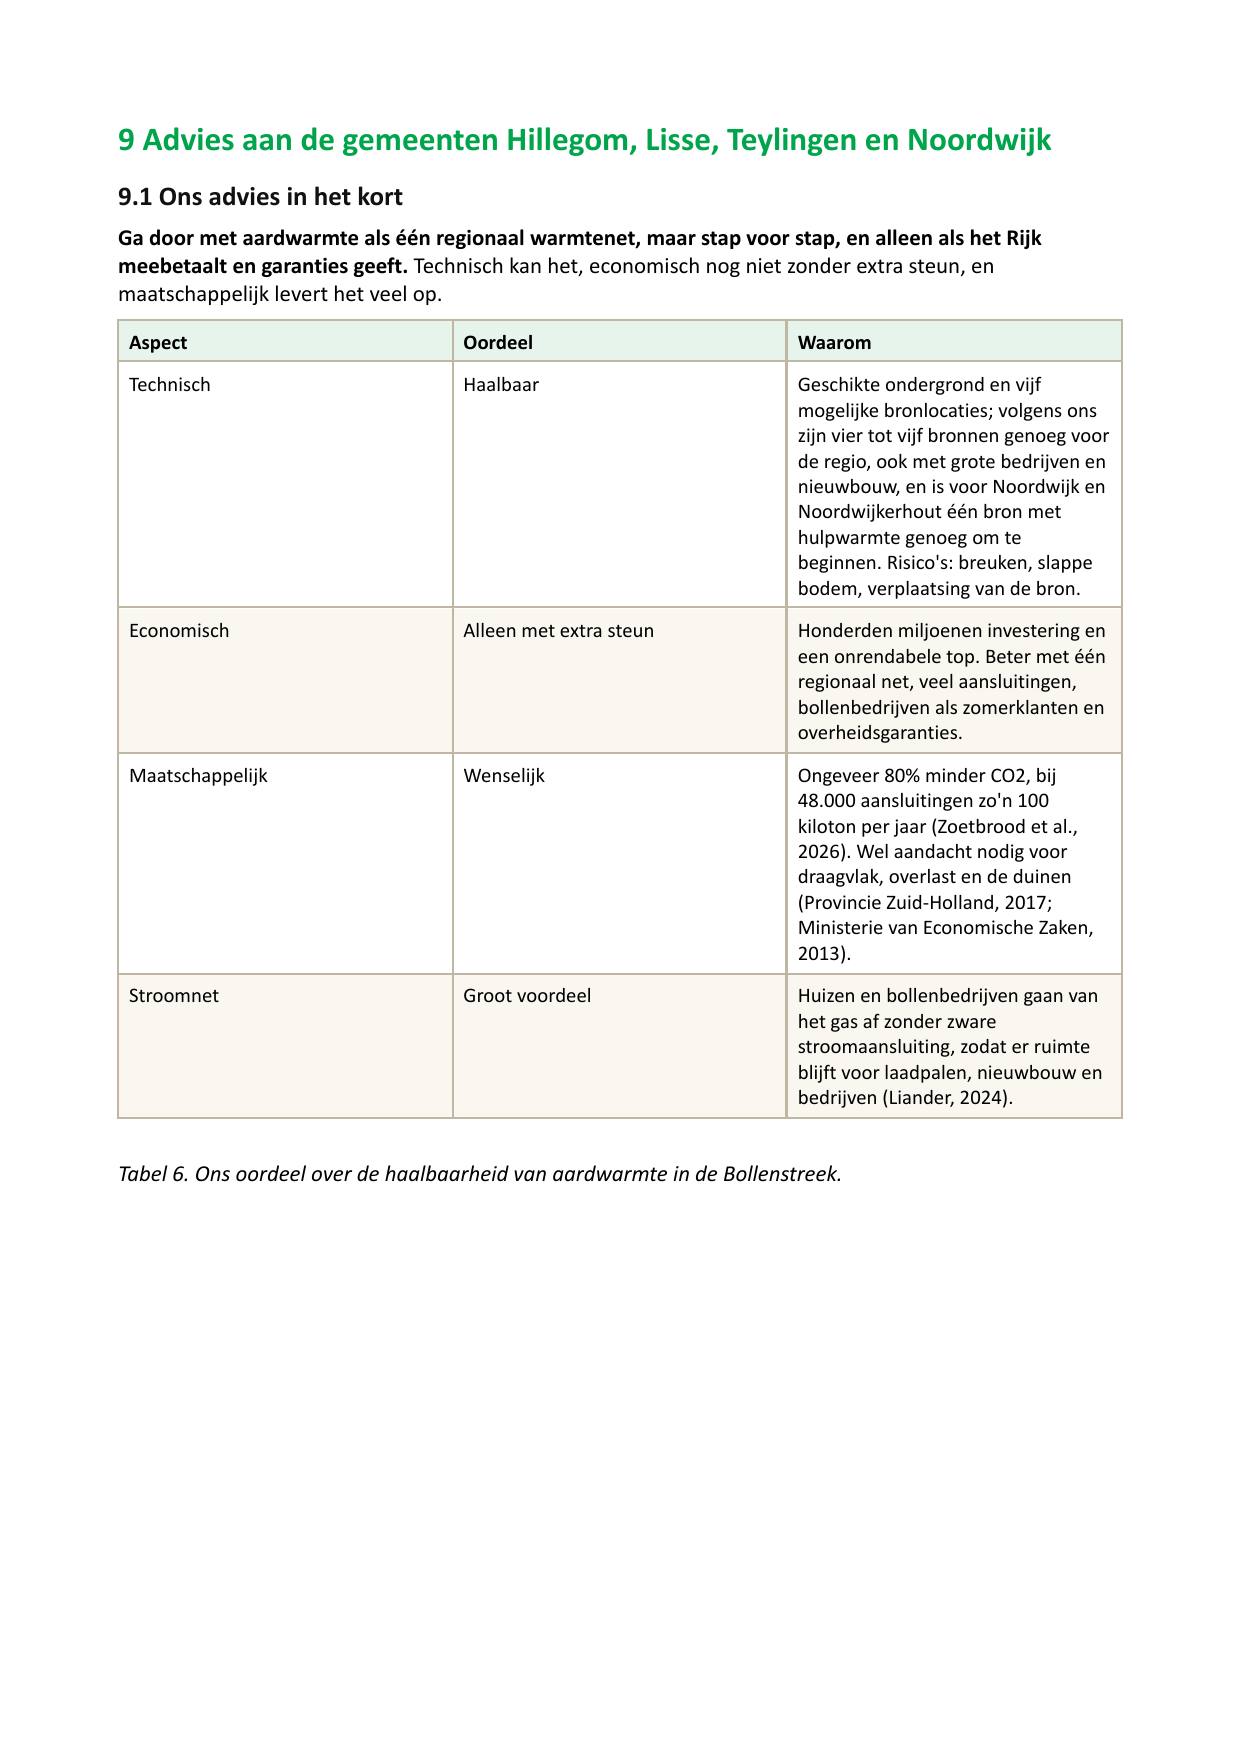 9 Advies aan de gemeenten Hillegom, Lisse, Teylingen en Noordwijk
9.1 Ons advies in het kort
Ga door met aardwarmte als één regionaal warmtenet, maar stap voor stap, en alleen als het Rijk
meebetaalt en garanties geeft. Technisch kan het, economisch nog niet zonder extra steun, en
maatschappelijk levert het veel op.
Aspect
Oordeel
Waarom
Technisch
Haalbaar
Geschikte ondergrond en vijf
mogelijke bronlocaties; volgens ons
zijn vier tot vijf bronnen genoeg voor
de regio, ook met grote bedrijven en
nieuwbouw, en is voor Noordwijk en
Noordwijkerhout één bron met
hulpwarmte genoeg om te
beginnen. Risico's: breuken, slappe
bodem, verplaatsing van de bron.
Economisch
Alleen met extra steun
Honderden miljoenen investering en
een onrendabele top. Beter met één
regionaal net, veel aansluitingen,
bollenbedrijven als zomerklanten en
overheidsgaranties.
Maatschappelijk
Wenselijk
Ongeveer 80% minder CO2, bij
48.000 aansluitingen zo'n 100
kiloton per jaar (Zoetbrood et al.,
2026). Wel aandacht nodig voor
draagvlak, overlast en de duinen
(Provincie Zuid-Holland, 2017;
Ministerie van Economische Zaken,
2013).
Stroomnet
Groot voordeel
Huizen en bollenbedrijven gaan van
het gas af zonder zware
stroomaansluiting, zodat er ruimte
blijft voor laadpalen, nieuwbouw en
bedrijven (Liander, 2024).
Tabel 6. Ons oordeel over de haalbaarheid van aardwarmte in de Bollenstreek.